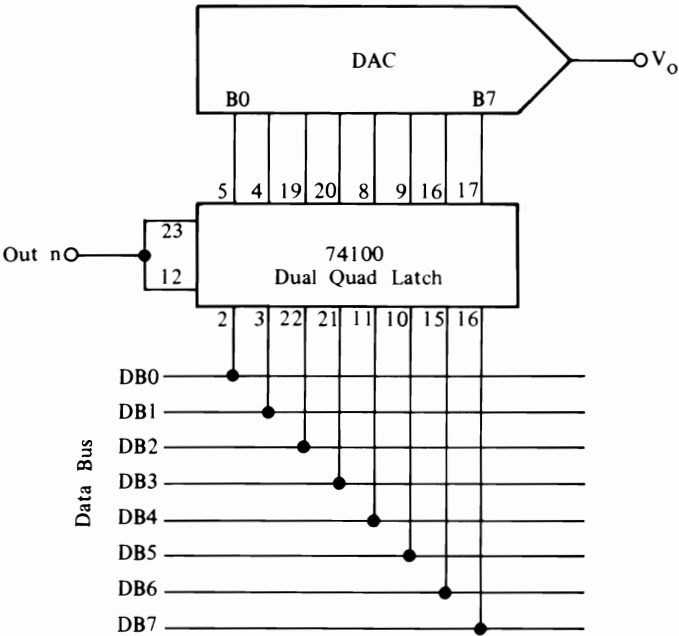 DAC
V₀
B0 B7
5 4 19 20 8 9 16 17
23
Out n
74100
12
Dual Quad Latch
2 3 22 21 11 10 15 16
DB0
DB1
DB2
DB3
DB4
DB5
DB6
DB7
Data Bus